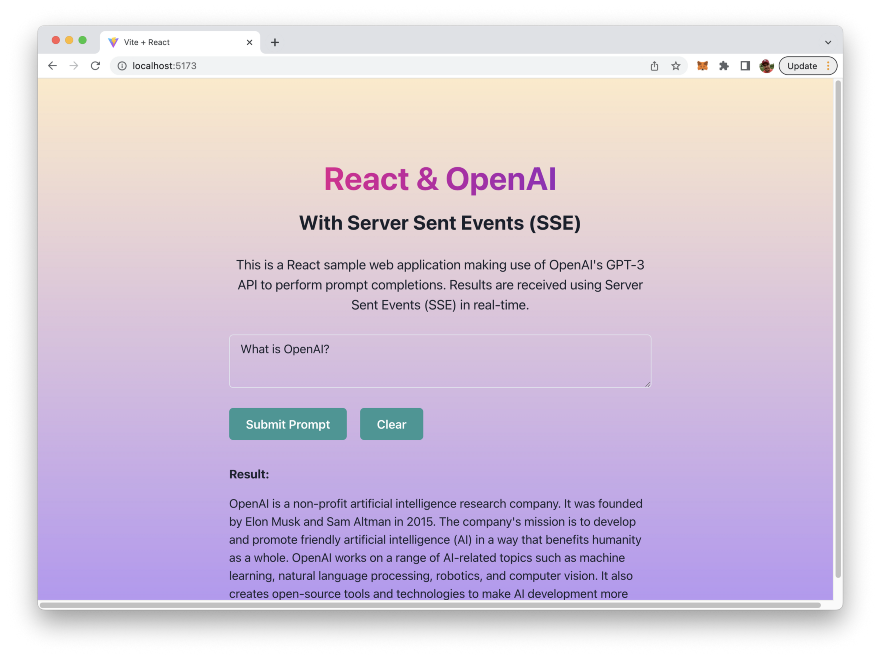 Vite + React
localhost:5173
Update
React & OpenAI
With Server Sent Events (SSE)
This is a React sample web application making use of OpenAI's GPT-3
API to perform prompt completions. Results are received using Server
Sent Events (SSE) in real-time.
What is OpenAI?
Submit Prompt
Clear
Result:
OpenAI is a non-profit artificial intelligence research company. It was founded
by Elon Musk and Sam Altman in 2015. The company's mission is to develop
and promote friendly artificial intelligence (AI) in a way that benefits humanity
as a whole. OpenAI works on a range of AI-related topics such as machine
learning, natural language processing, robotics, and computer vision. It also
creates open-source tools and technologies to make AI development more